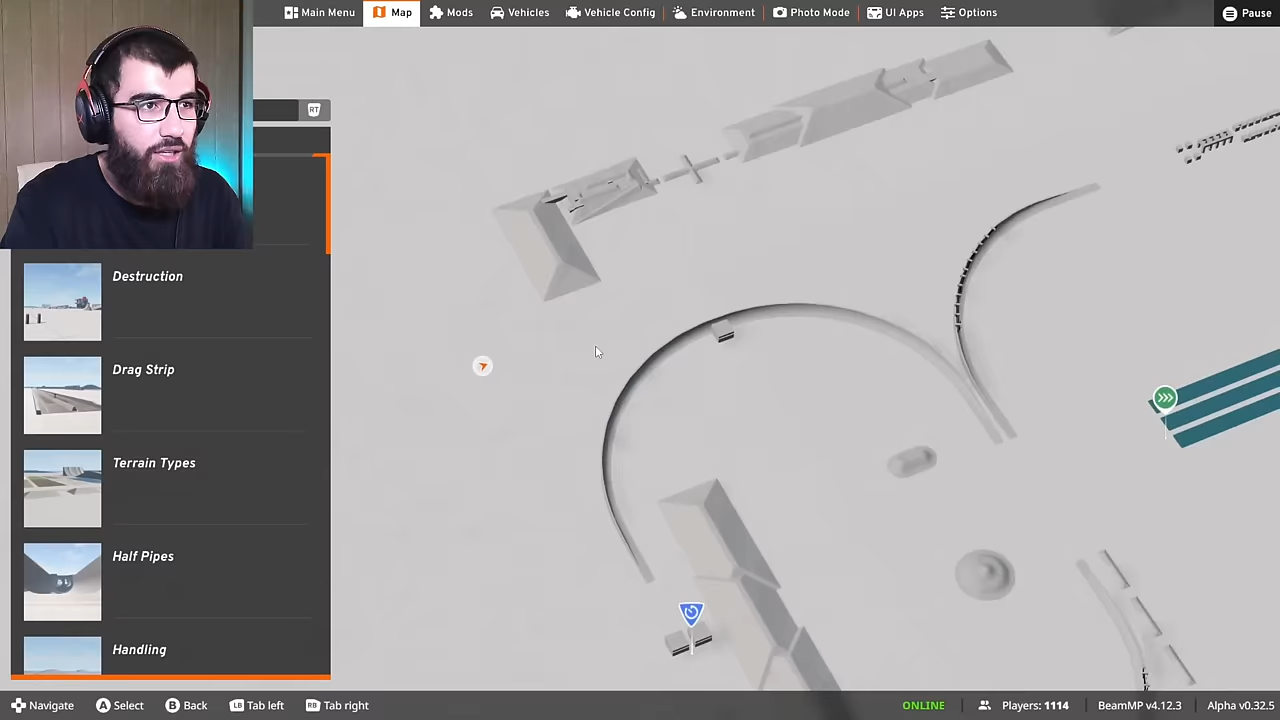 Main Menu
Map
Mods
Vehicles
Vehicle Config
Environment
Photo Mode
UI Apps
Options
Pause
RT
Destruction
Drag Strip
Terrain Types
Half Pipes
Handling
Navigate
A Select
B Back
LB Tab left
RB Tab right
ONLINE
Players: 1114
BeamMP v4.12.3
Alpha v0.32.5